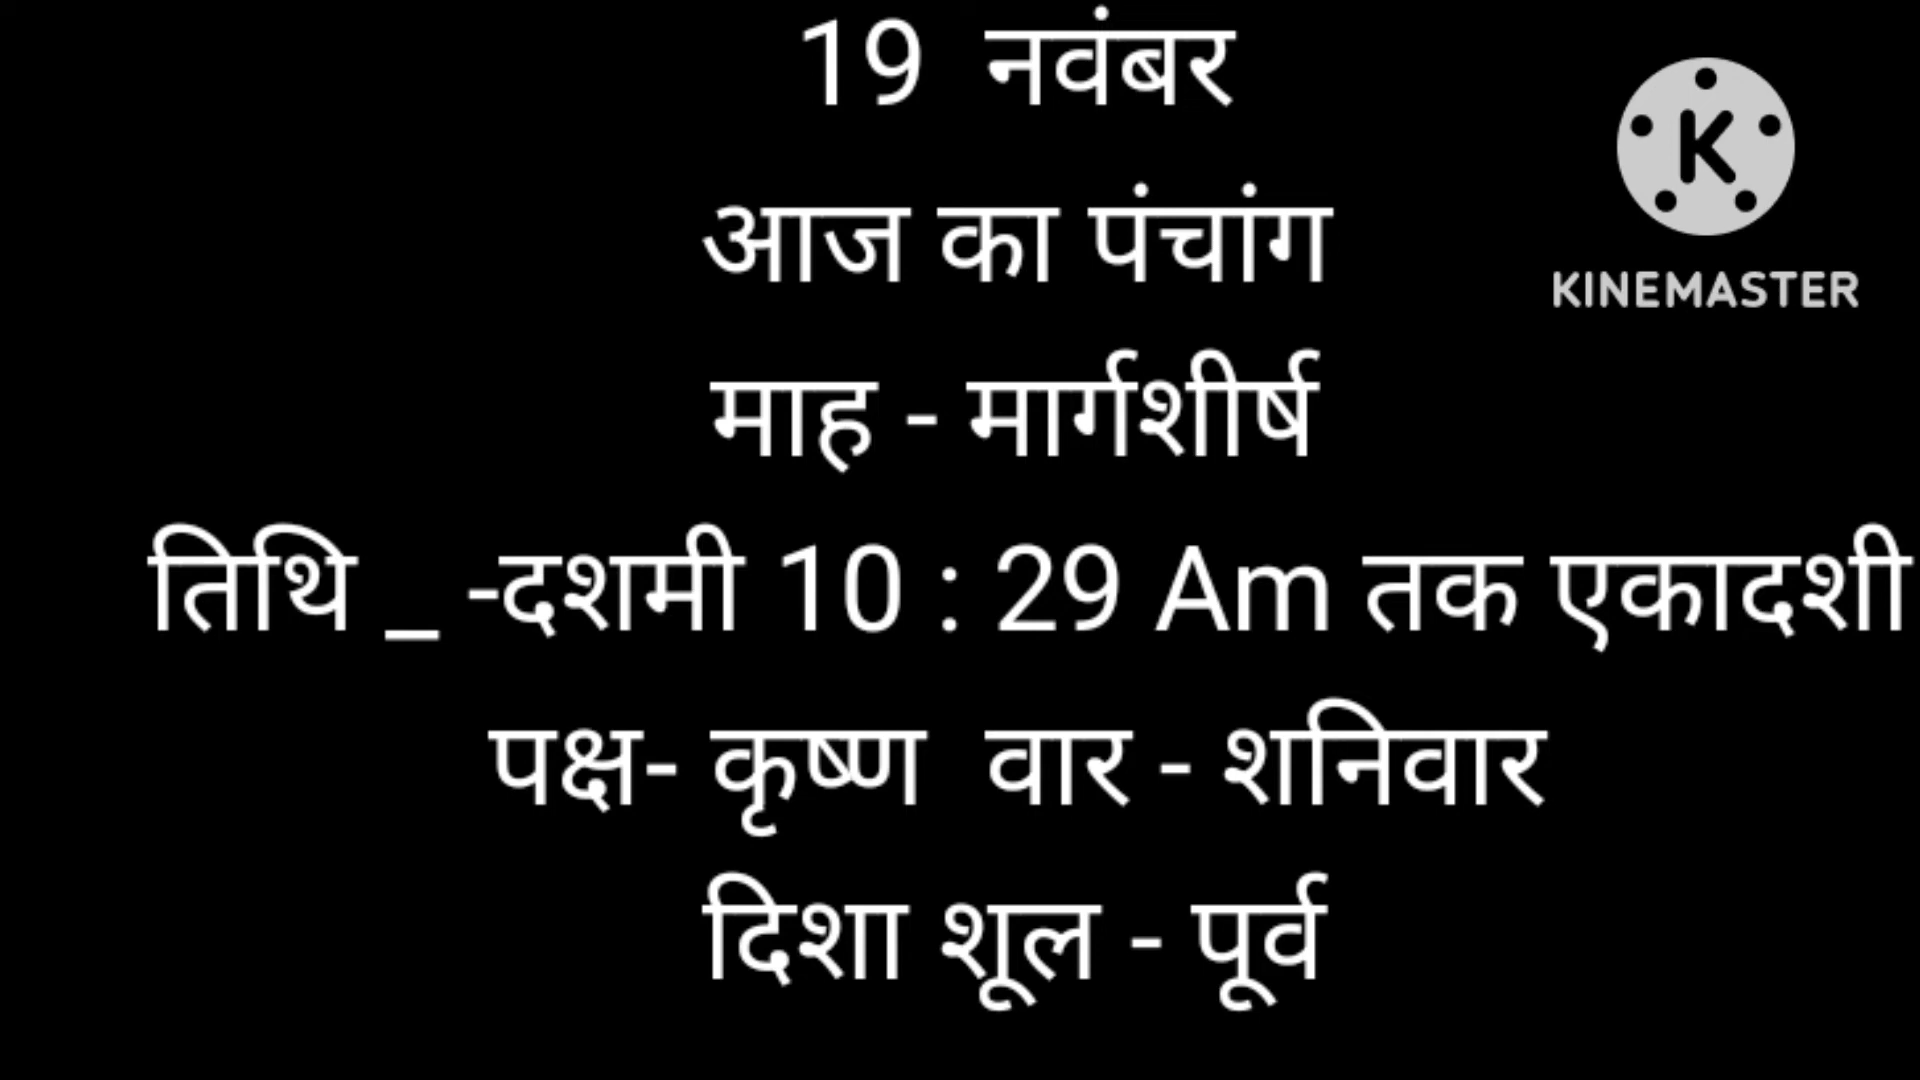 19 नवंबर
आज का पंचांग
माह - मार्गशीर्ष
तिथि _ -दशमी 10 : 29 Am तक एकादशी
पक्ष- कृष्ण वार - शनिवार
दिशा शूल - पूर्व
K
KINEMASTER